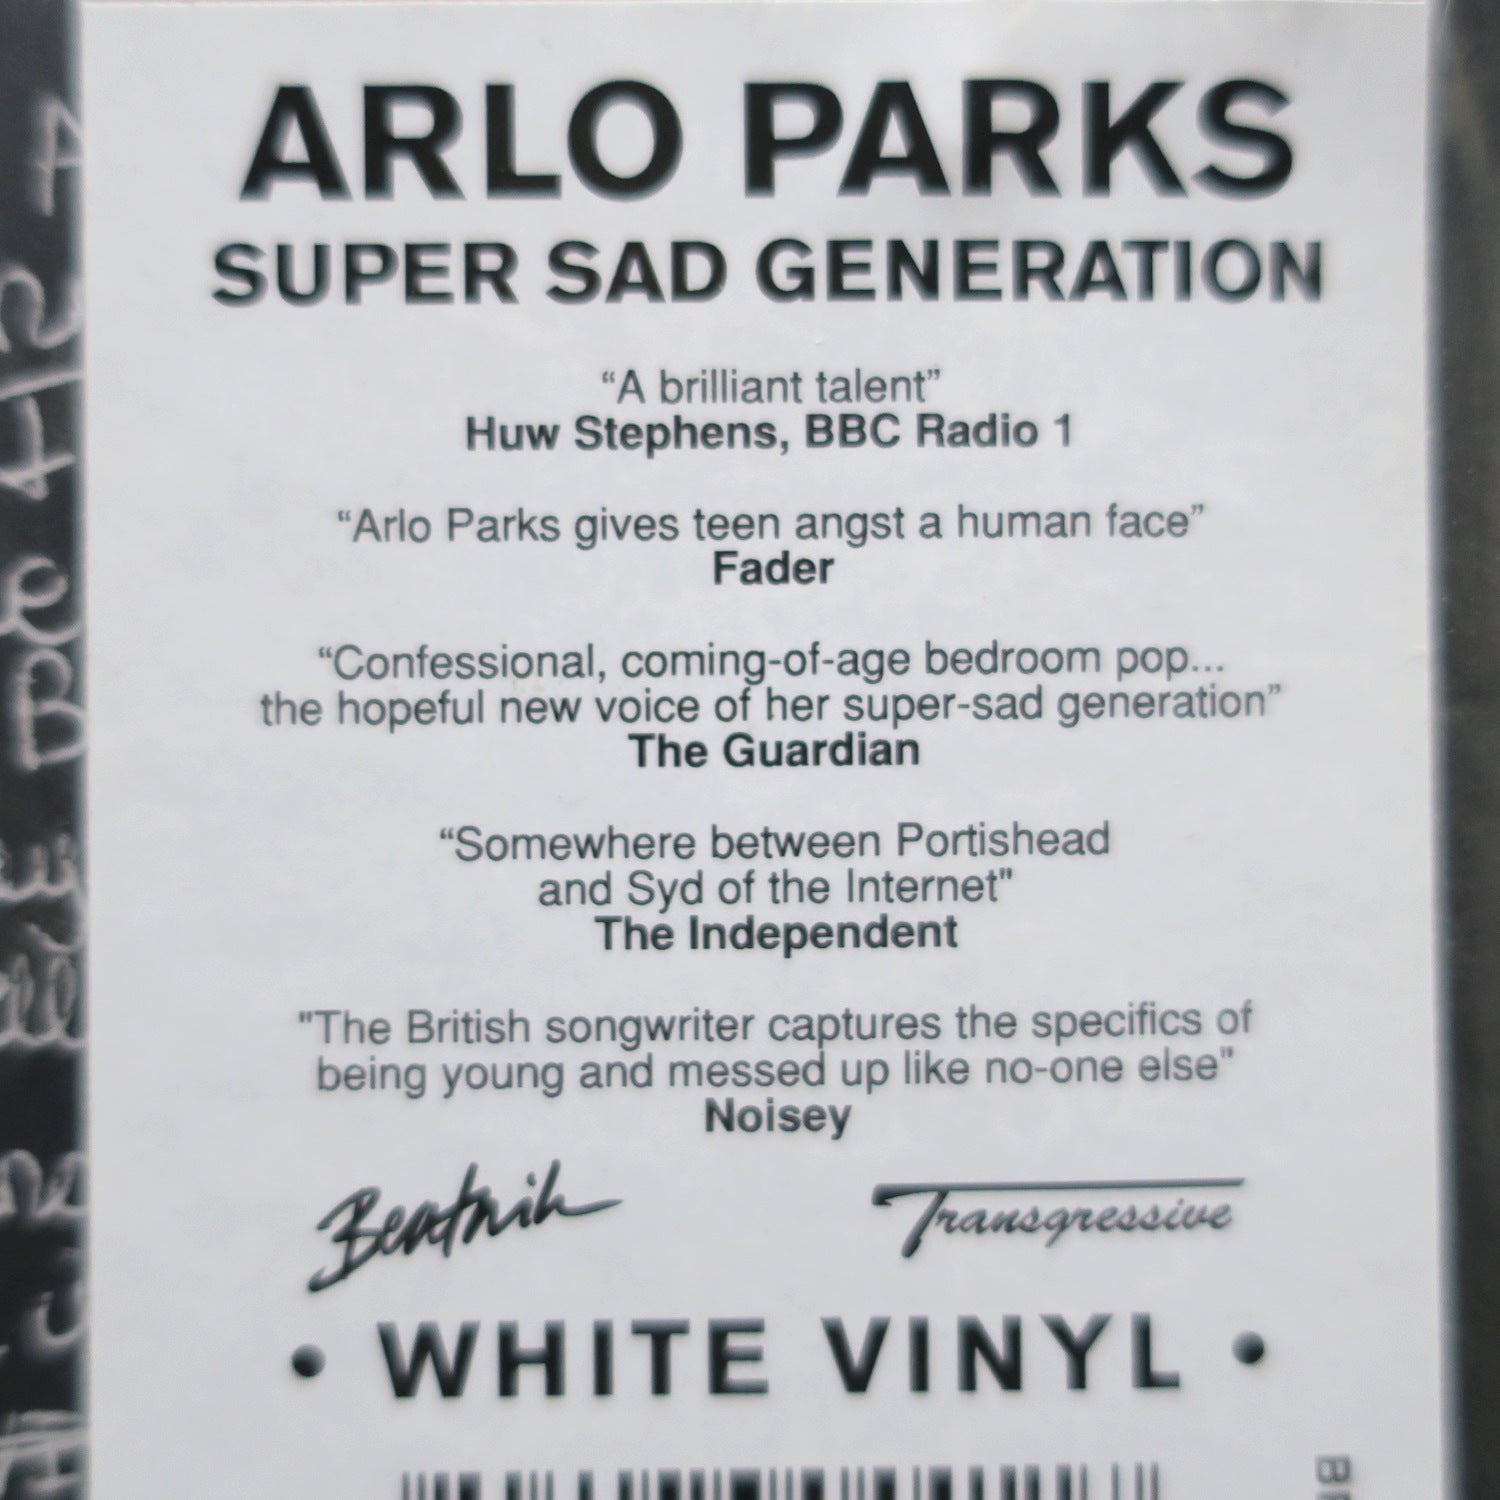 ARLO PARKS
SUPER SAD GENERATION
“A brilliant talent”
Huw Stephens, BBC Radio 1
“Arlo Parks gives teen angst a human face”
Fader
“Confessional, coming-of-age bedroom pop...
the hopeful new voice of her super-sad generation”
The Guardian
“Somewhere between Portishead
and Syd of the Internet"
The Independent
"The British songwriter captures the specifics of
being young and messed up like no-one else"
Noisey
Beatnik
Transgressive
• WHITE VINYL •